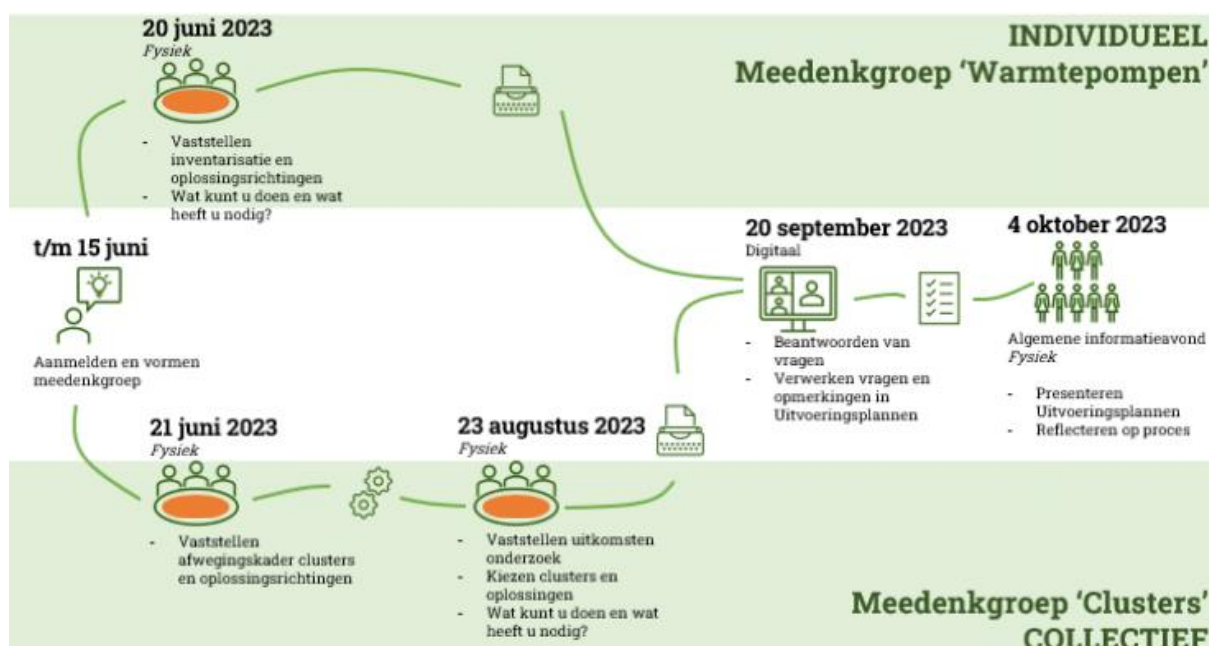 20 juni 2023
Fysiek
- Vaststellen
inventarisatie en
oplossingsrichtingen
- Wat kunt u doen en wat
heeft u nodig?
INDIVIDUEEL
Meedenkgroep ‘Warmtepompen’
t/m 15 juni
Aanmelden en vormen
meedenkgroep
20 september 2023
Digitaal
- Beantwoorden van
vragen
- Verwerken vragen en
opmerkingen in
Uitvoeringsplannen
4 oktober 2023
Algemene informatieavond
Fysiek
- Presenteren
Uitvoeringsplannen
- Reflecteren op proces
21 juni 2023
Fysiek
- Vaststellen
afwegingskader clusters
en oplossingsrichtingen
23 augustus 2023
Fysiek
- Vaststellen uitkomsten
onderzoek
- Kiezen clusters en
oplossingen
- Wat kunt u doen en wat
heeft u nodig?
Meedenkgroep ‘Clusters’
COLLECTIEF